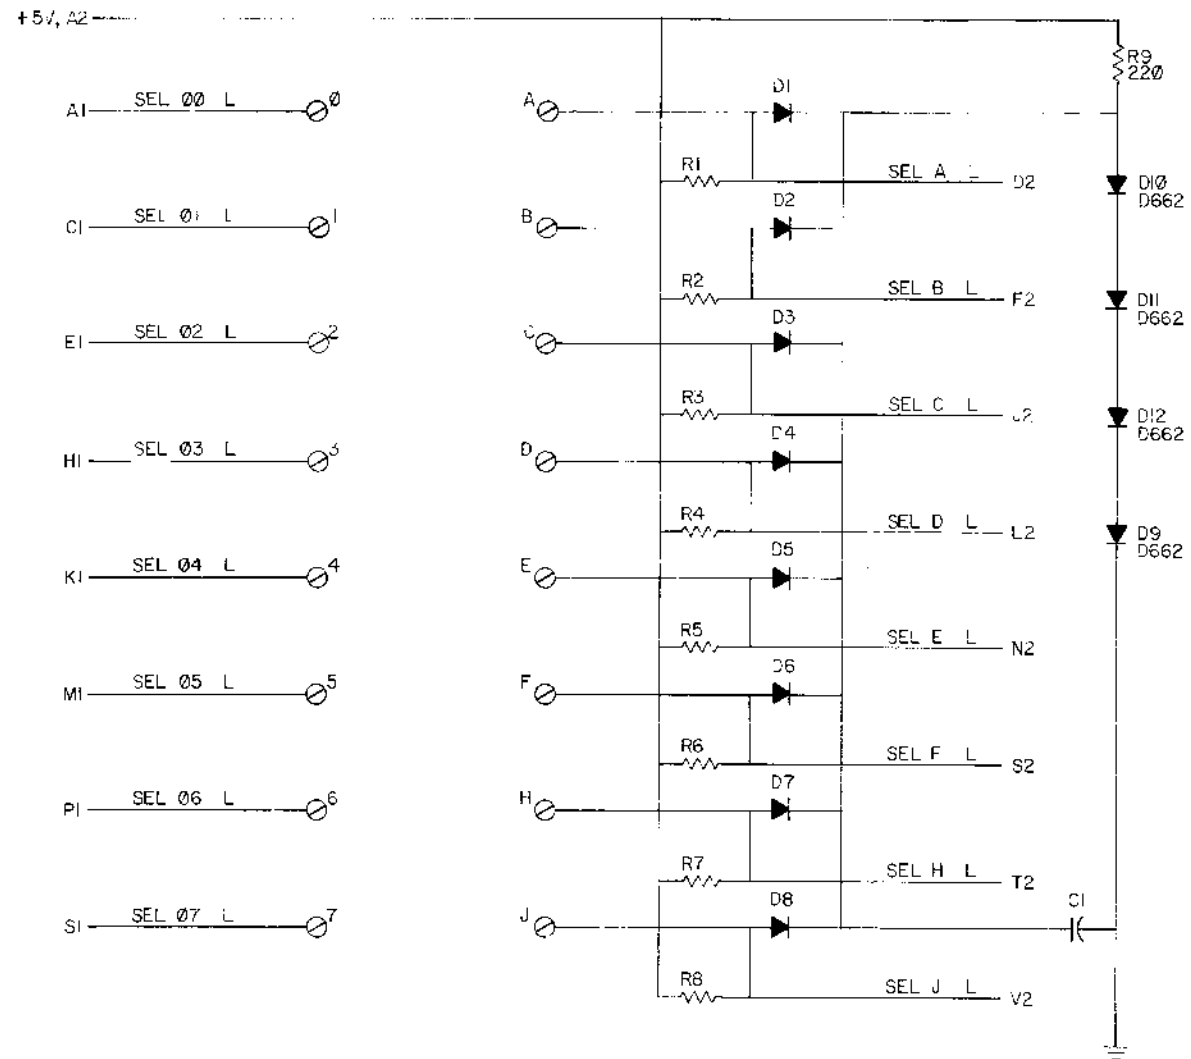 +5V, A2
R9
220
D1
A1 SEL 00 L 0 A
R1 SEL A L D2
D10
D662
D2
C1 SEL 01 L 1 B
R2 SEL B L F2
D11
D662
D3
E1 SEL 02 L 2 C
R3 SEL C L J2
D12
D662
D4
H1 SEL 03 L 3 D
R4 SEL D L L2
D9
D662
D5
K1 SEL 04 L 4 E
R5 SEL E L N2
D6
M1 SEL 05 L 5 F
R6 SEL F L S2
D7
P1 SEL 06 L 6 H
R7 SEL H L T2
C1
D8
S1 SEL 07 L 7 J
R8 SEL J L V2